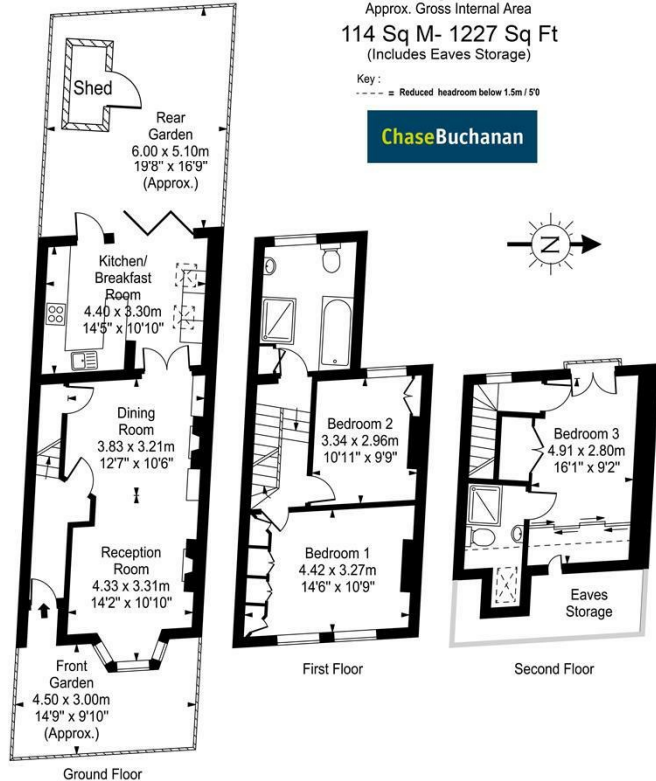 Approx. Gross Internal Area
114 Sq M- 1227 Sq Ft
(Includes Eaves Storage)
Key :
= Reduced headroom below 1.5m / 5'0
ChaseBuchanan
N
Shed
Rear
Garden
6.00 x 5.10m
19'8" x 16'9"
(Approx.)
Kitchen/
Breakfast
Room
4.40 x 3.30m
14'5" x 10'10"
Dining
Room
3.83 x 3.21m
12'7" x 10'6"
Reception
Room
4.33 x 3.31m
14'2" x 10'10"
Front
Garden
4.50 x 3.00m
14'9" x 9'10"
(Approx.)
Ground Floor
Bedroom 2
3.34 x 2.96m
10'11" x 9'9"
Bedroom 1
4.42 x 3.27m
14'6" x 10'9"
First Floor
Bedroom 3
4.91 x 2.80m
16'1" x 9'2"
Eaves
Storage
Second Floor